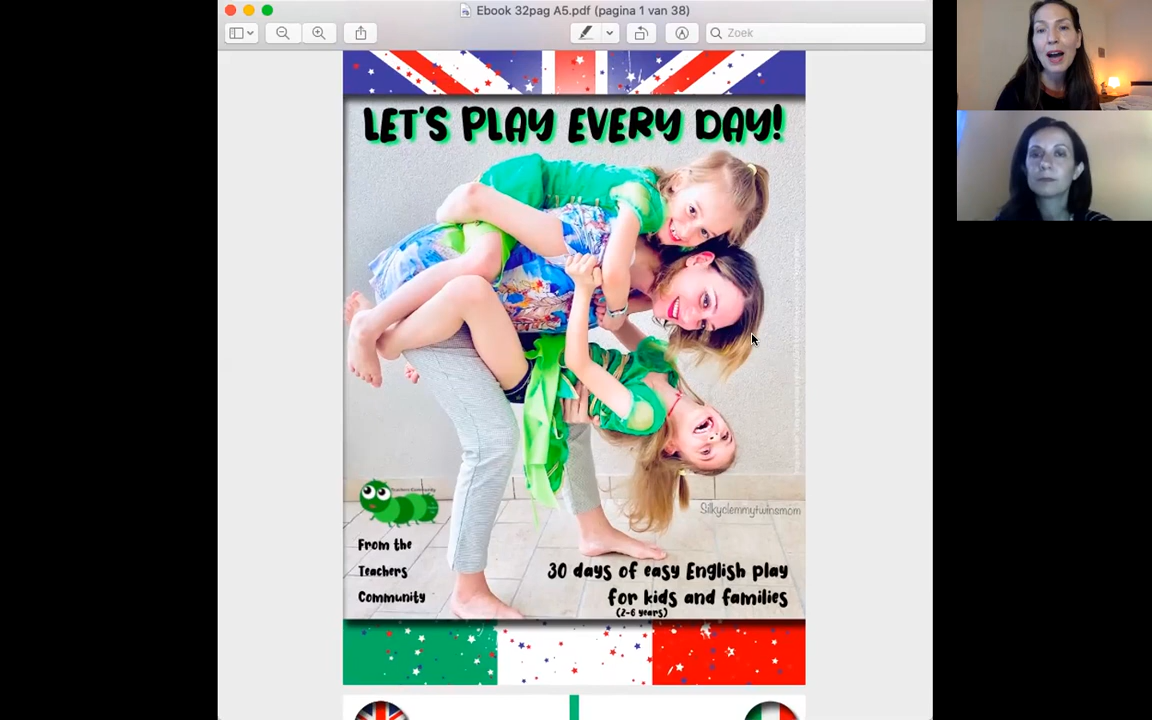 Ebook 32pag A5.pdf (pagina 1 van 38)
Zoek
LET'S PLAY EVERY DAY!
Silkyclemmytwinsmom
From the
Teachers
Community
30 days of easy English play
for kids and families
(2-6 years)